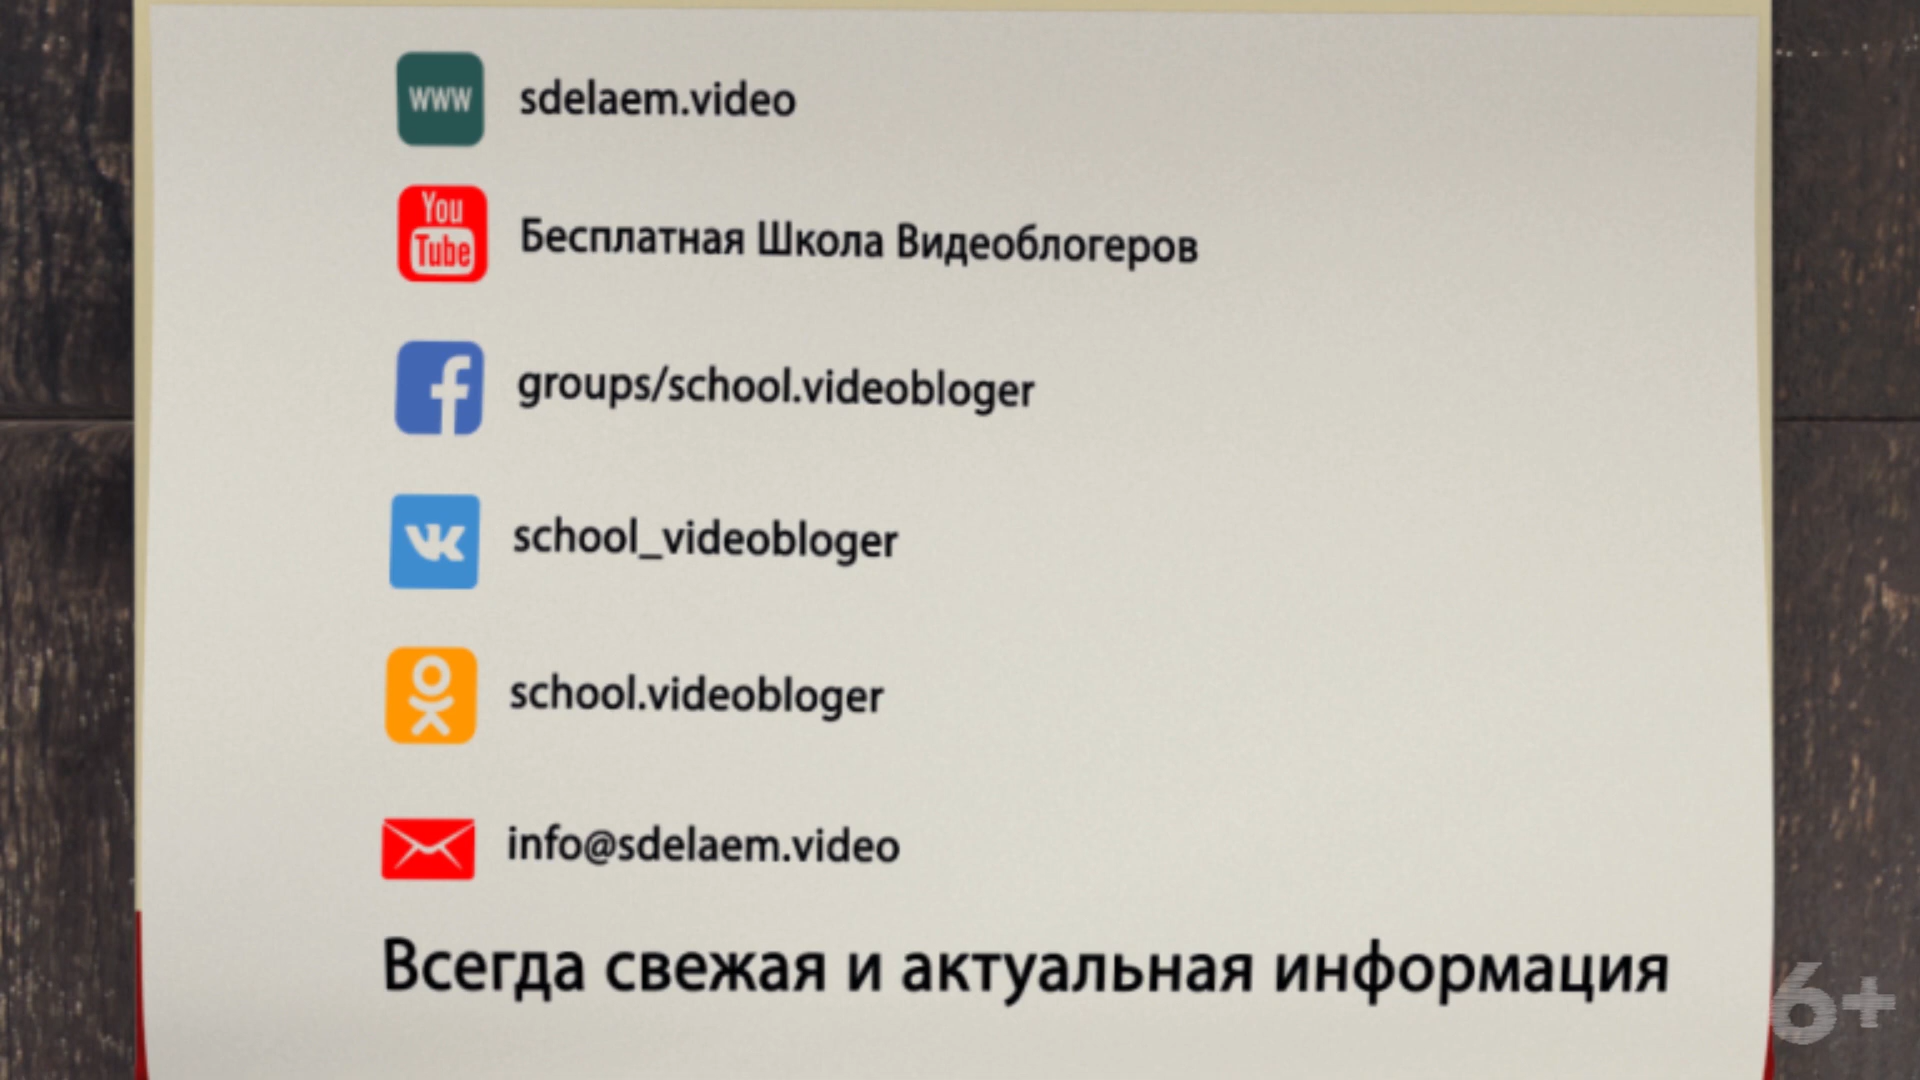 www sdelaem.video
You
Tube Бесплатная Школа Видеоблогеров
f groups/school.videobloger
vk school_videobloger
school.videobloger
info@sdelaem.video
Всегда свежая и актуальная информация
6+